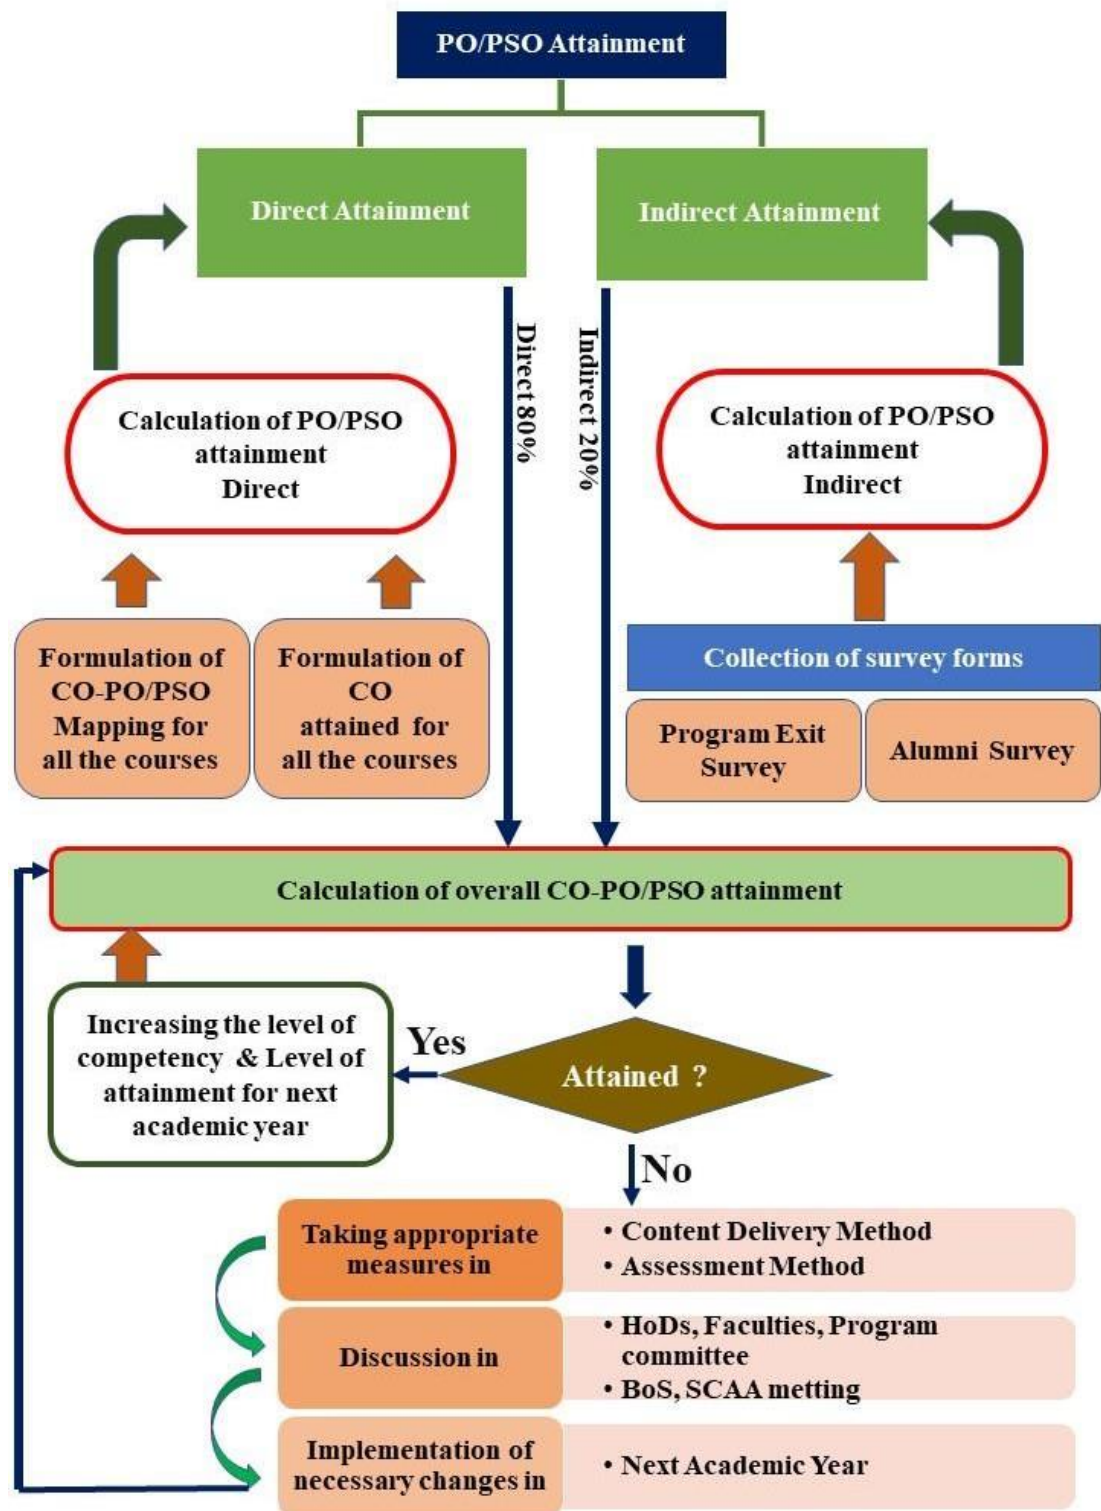 PO/PSO Attainment
Direct Attainment
Indirect Attainment
Direct 80%
Indirect 20%
Calculation of PO/PSO
attainment
Direct
Calculation of PO/PSO
attainment
Indirect
Formulation of
CO-PO/PSO
Mapping for
all the courses
Formulation of
CO
attained for
all the courses
Collection of survey forms
Program Exit
Survey
Alumni Survey
Calculation of overall CO-PO/PSO attainment
Increasing the level of
competency & Level of
attainment for next
academic year
Yes
Attained ?
No
Taking appropriate
measures in
• Content Delivery Method
• Assessment Method
Discussion in
• HoDs, Faculties, Program
committee
• BoS, SCAA metting
Implementation of
necessary changes in
• Next Academic Year